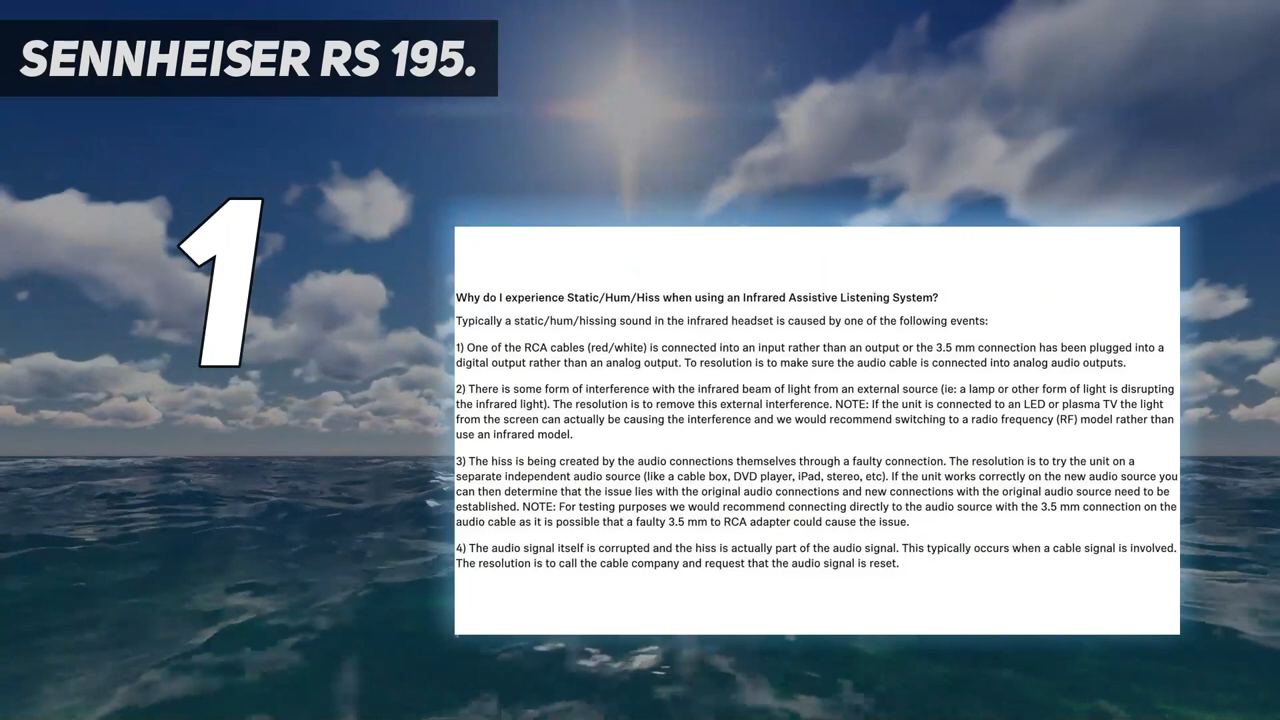 SENNHEISER RS 195.
1
Why do I experience Static/Hum/Hiss when using an Infrared Assistive Listening System?
Typically a static/hum/hissing sound in the infrared headset is caused by one of the following events:
1) One of the RCA cables (red/white) is connected into an input rather than an output or the 3.5 mm connection has been plugged into a
digital output rather than an analog output. To resolution is to make sure the audio cable is connected into analog audio outputs.
2) There is some form of interference with the infrared beam of light from an external source (ie: a lamp or other form of light is disrupting
the infrared light). The resolution is to remove this external interference. NOTE: If the unit is connected to an LED or plasma TV the light
from the screen can actually be causing the interference and we would recommend switching to a radio frequency (RF) model rather than
use an infrared model.
3) The hiss is being created by the audio connections themselves through a faulty connection. The resolution is to try the unit on a
separate independent audio source (like a cable box, DVD player, iPad, stereo, etc). If the unit works correctly on the new audio source you
can then determine that the issue lies with the original audio connections and new connections with the original audio source need to be
established. NOTE: For testing purposes we would recommend connecting directly to the audio source with the 3.5 mm connection on the
audio cable as it is possible that a faulty 3.5 mm to RCA adapter could cause the issue.
4) The audio signal itself is corrupted and the hiss is actually part of the audio signal. This typically occurs when a cable signal is involved.
The resolution is to call the cable company and request that the audio signal is reset.